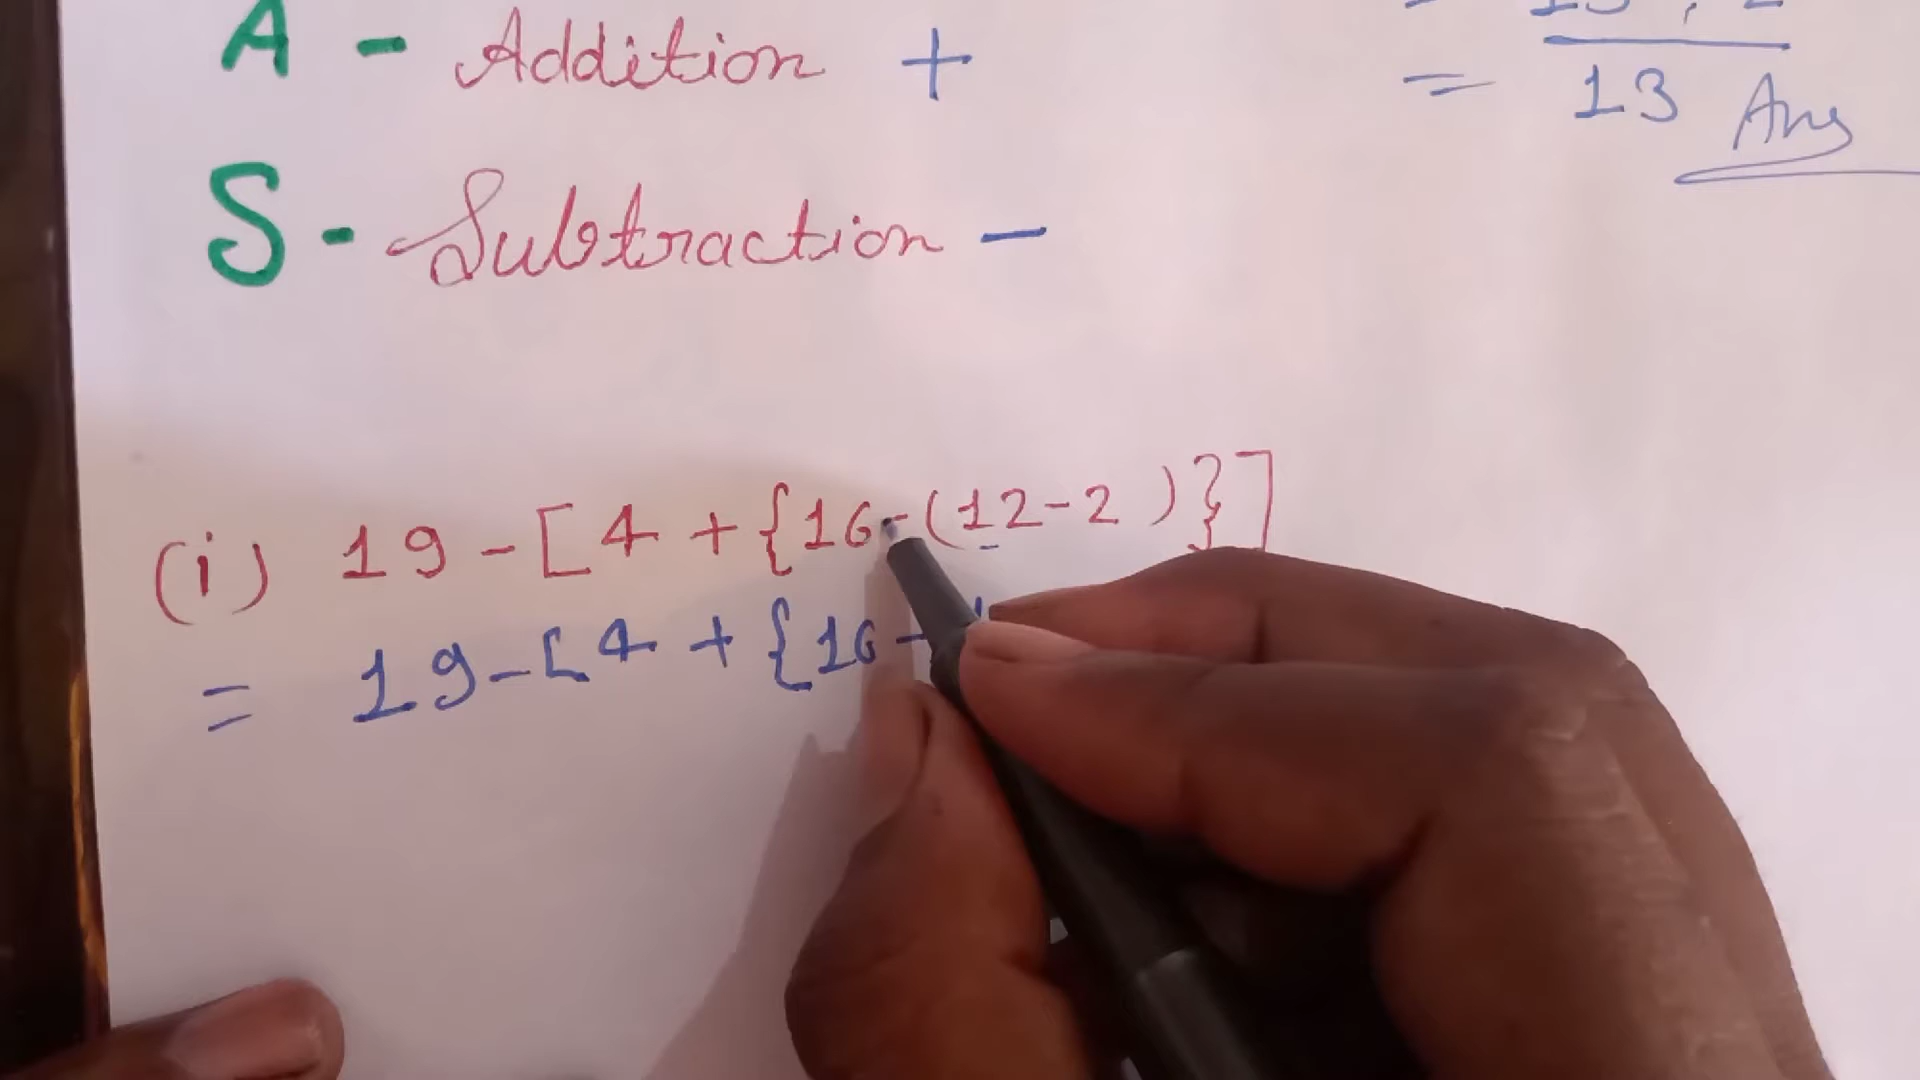 A - Addition +
S - Subtraction -
= 13 Ans
(i) 19 - [ 4 + {16 - (12 - 2 )}]
= 19 - [ 4 + {16 -